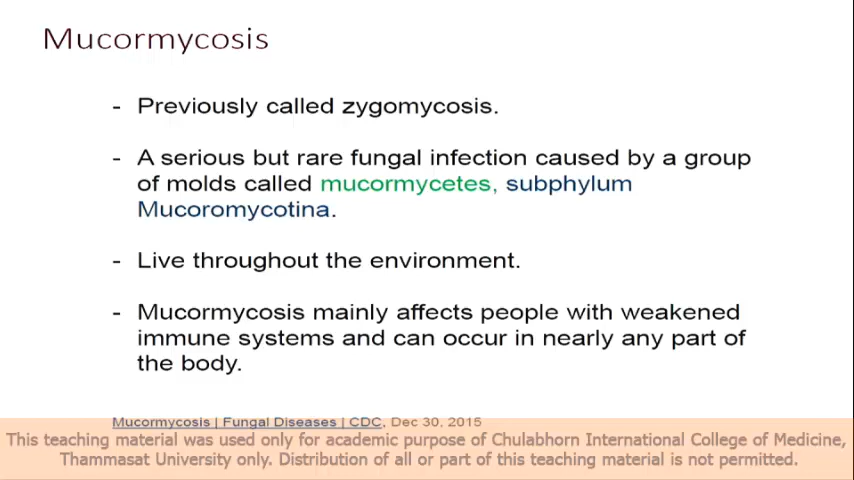 Mucormycosis
- Previously called zygomycosis.
- A serious but rare fungal infection caused by a group
of molds called mucormycetes, subphylum
Mucoromycotina.
- Live throughout the environment.
- Mucormycosis mainly affects people with weakened
immune systems and can occur in nearly any part of
the body.
Mucormycosis | Fungal Diseases | CDC, Dec 30, 2015
This teaching material was used only for academic purpose of Chulabhorn International College of Medicine,
Thammasat University only. Distribution of all or part of this teaching material is not permitted.